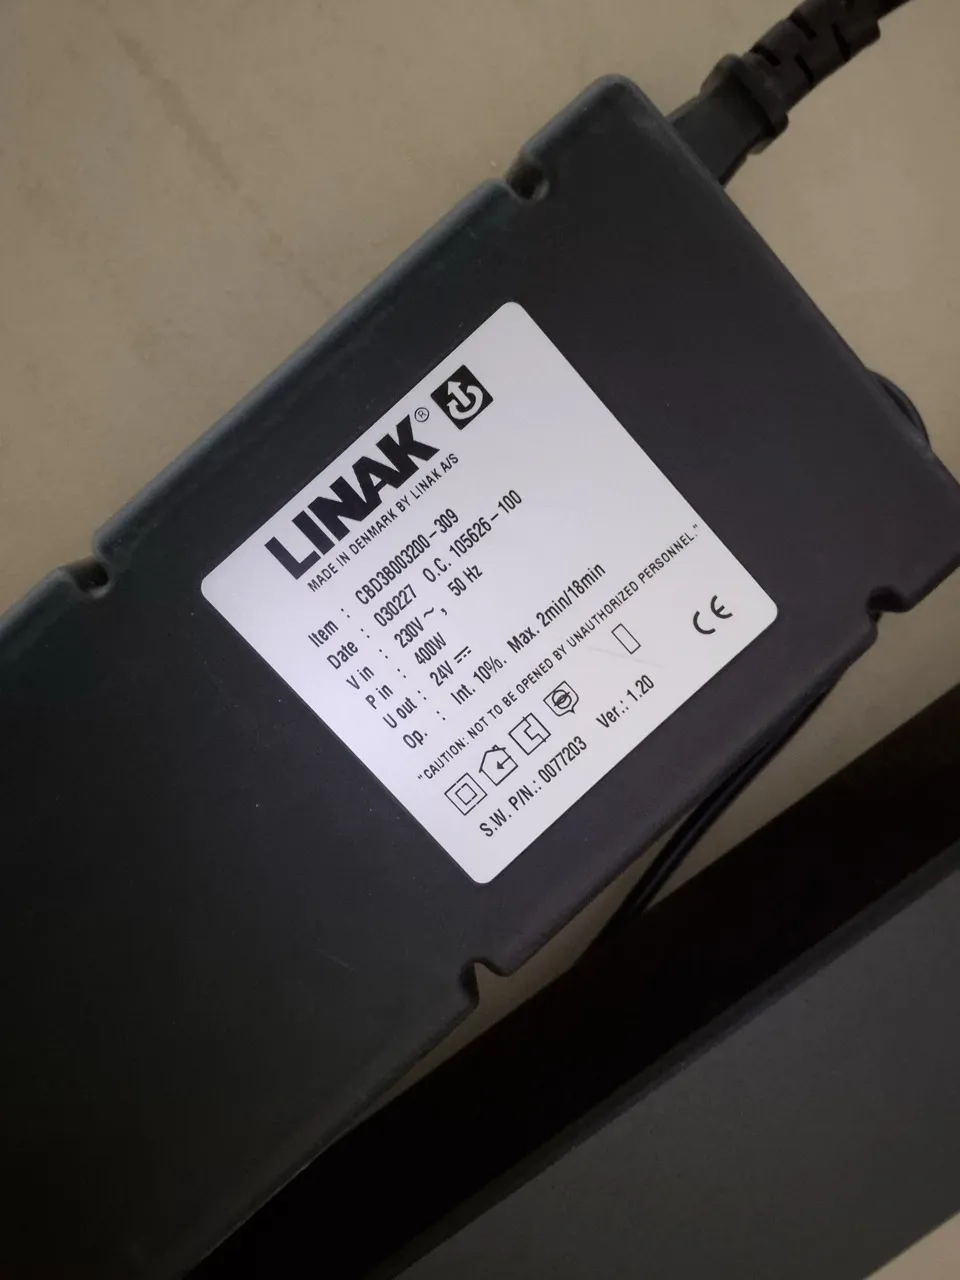 LINAK®
MADE IN DENMARK BY LINAK A/S
Item : CBD3B003200-309
Date : 030227 O.C. 105626-100
V in : 230V ~, 50 Hz
P in : 400W
U out : 24V ⎓
Op. : Int. 10%. Max. 2min/18min
"CAUTION: NOT TO BE OPENED BY UNAUTHORIZED PERSONNEL."
CE
S.W. P/N.: 0077203 Ver.: 1.20